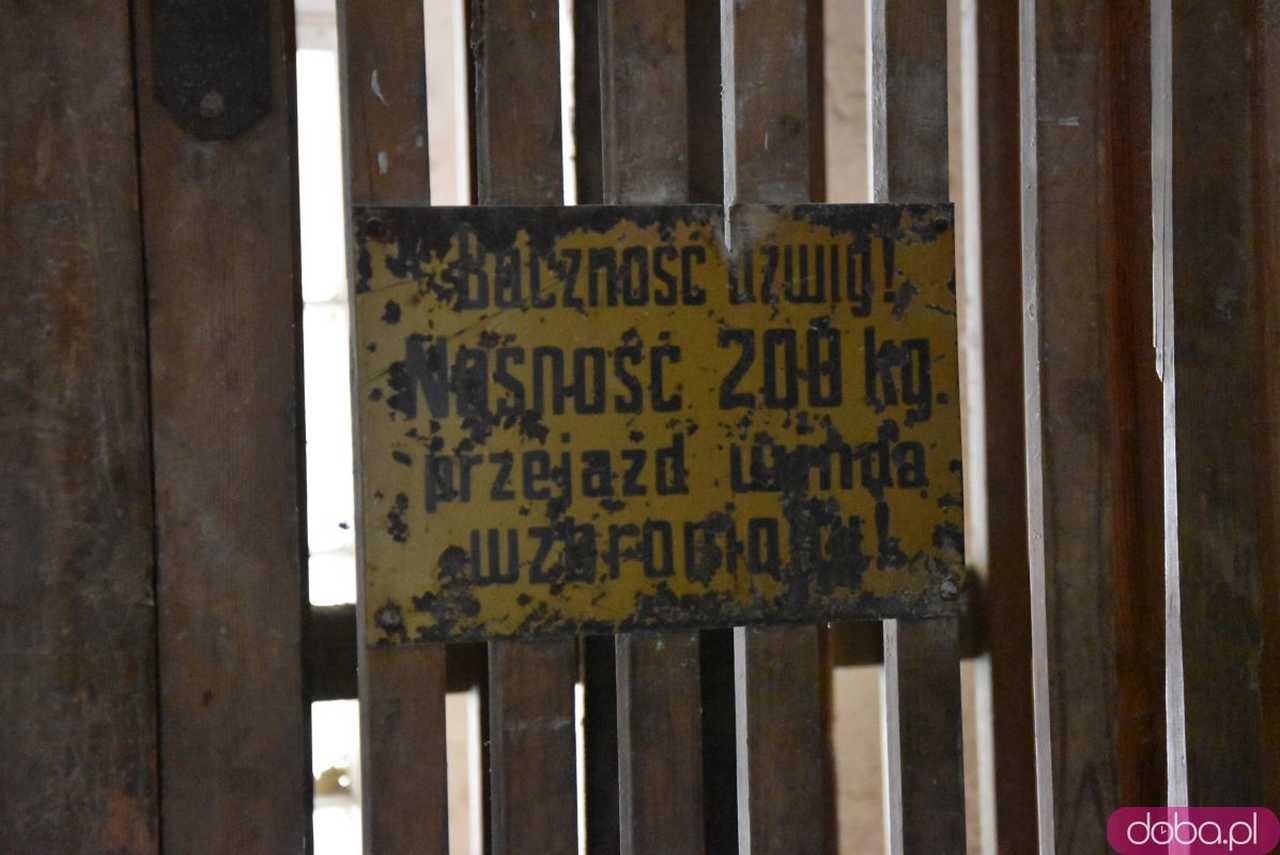 Baczność dźwig!
Nośność 200 kg.
przejazd windą
wzbroniony!
doba.pl